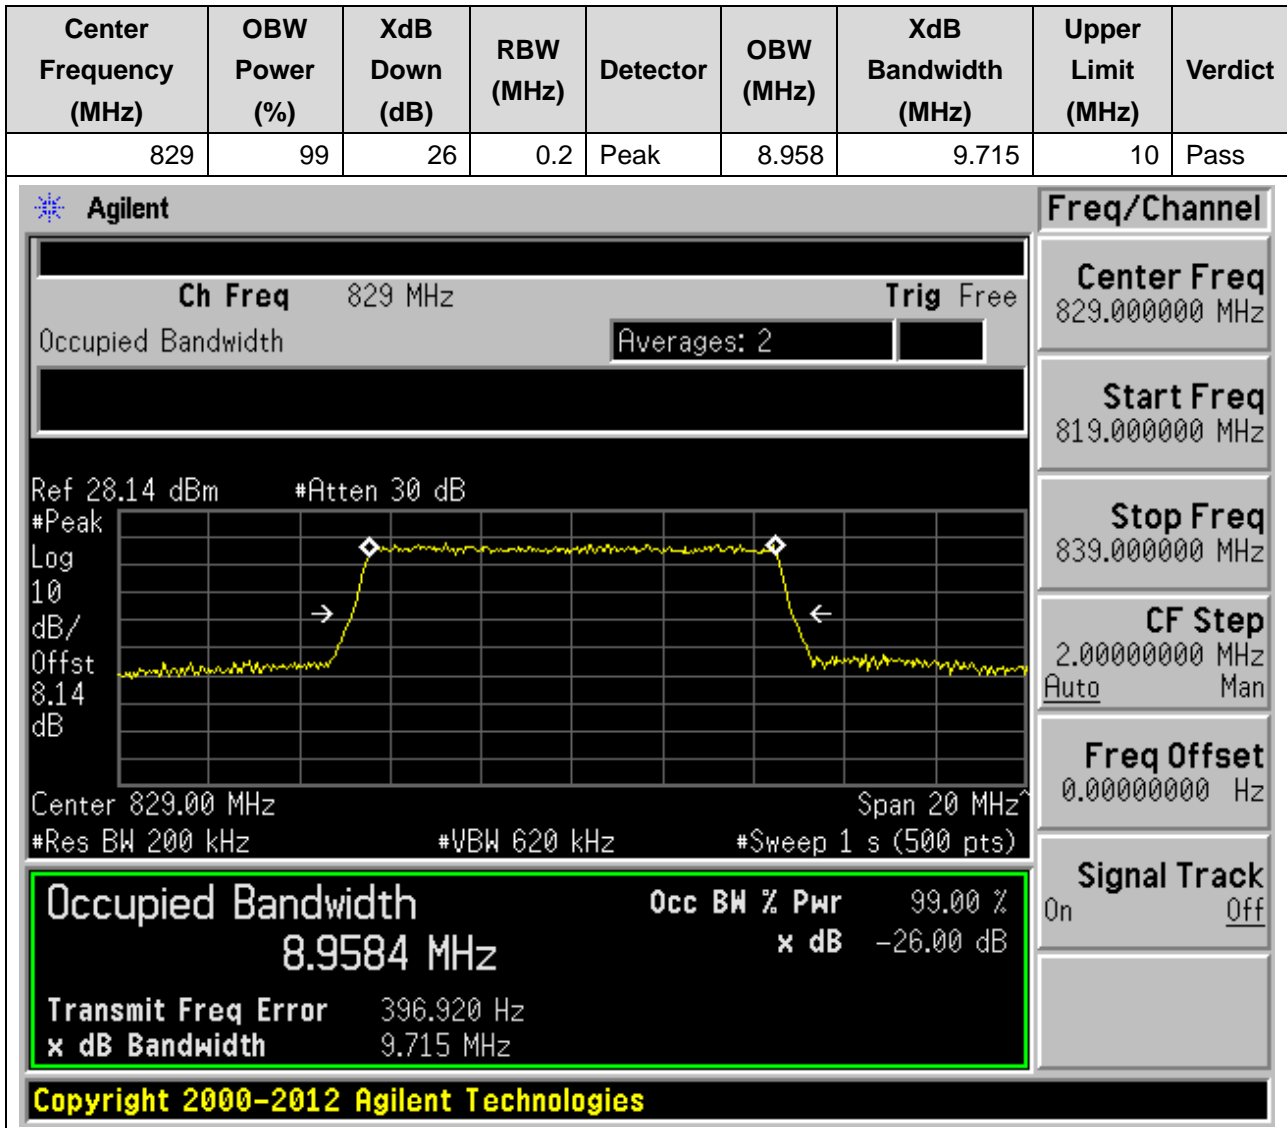 Center Frequency (MHz) OBW Power (%) XdB Down (dB) RBW (MHz) Detector OBW (MHz) XdB Bandwidth (MHz) Upper Limit (MHz) Verdict
829 99 26 0.2 Peak 8.958 9.715 10 Pass
Agilent
Freq/Channel
Ch Freq 829 MHz Trig Free
Occupied Bandwidth Averages: 2
Center Freq
829.000000 MHz
Start Freq
819.000000 MHz
Stop Freq
839.000000 MHz
CF Step
2.00000000 MHz
Auto Man
Freq Offset
0.00000000 Hz
Signal Track
On Off
Ref 28.14 dBm #Atten 30 dB
#Peak
Log
10
dB/
Offst
8.14
dB
Center 829.00 MHz Span 20 MHz^
#Res BW 200 kHz #VBW 620 kHz #Sweep 1 s (500 pts)
Occupied Bandwidth
8.9584 MHz
Occ BW % Pwr 99.00 %
x dB -26.00 dB
Transmit Freq Error 396.920 Hz
x dB Bandwidth 9.715 MHz
Copyright 2000-2012 Agilent Technologies